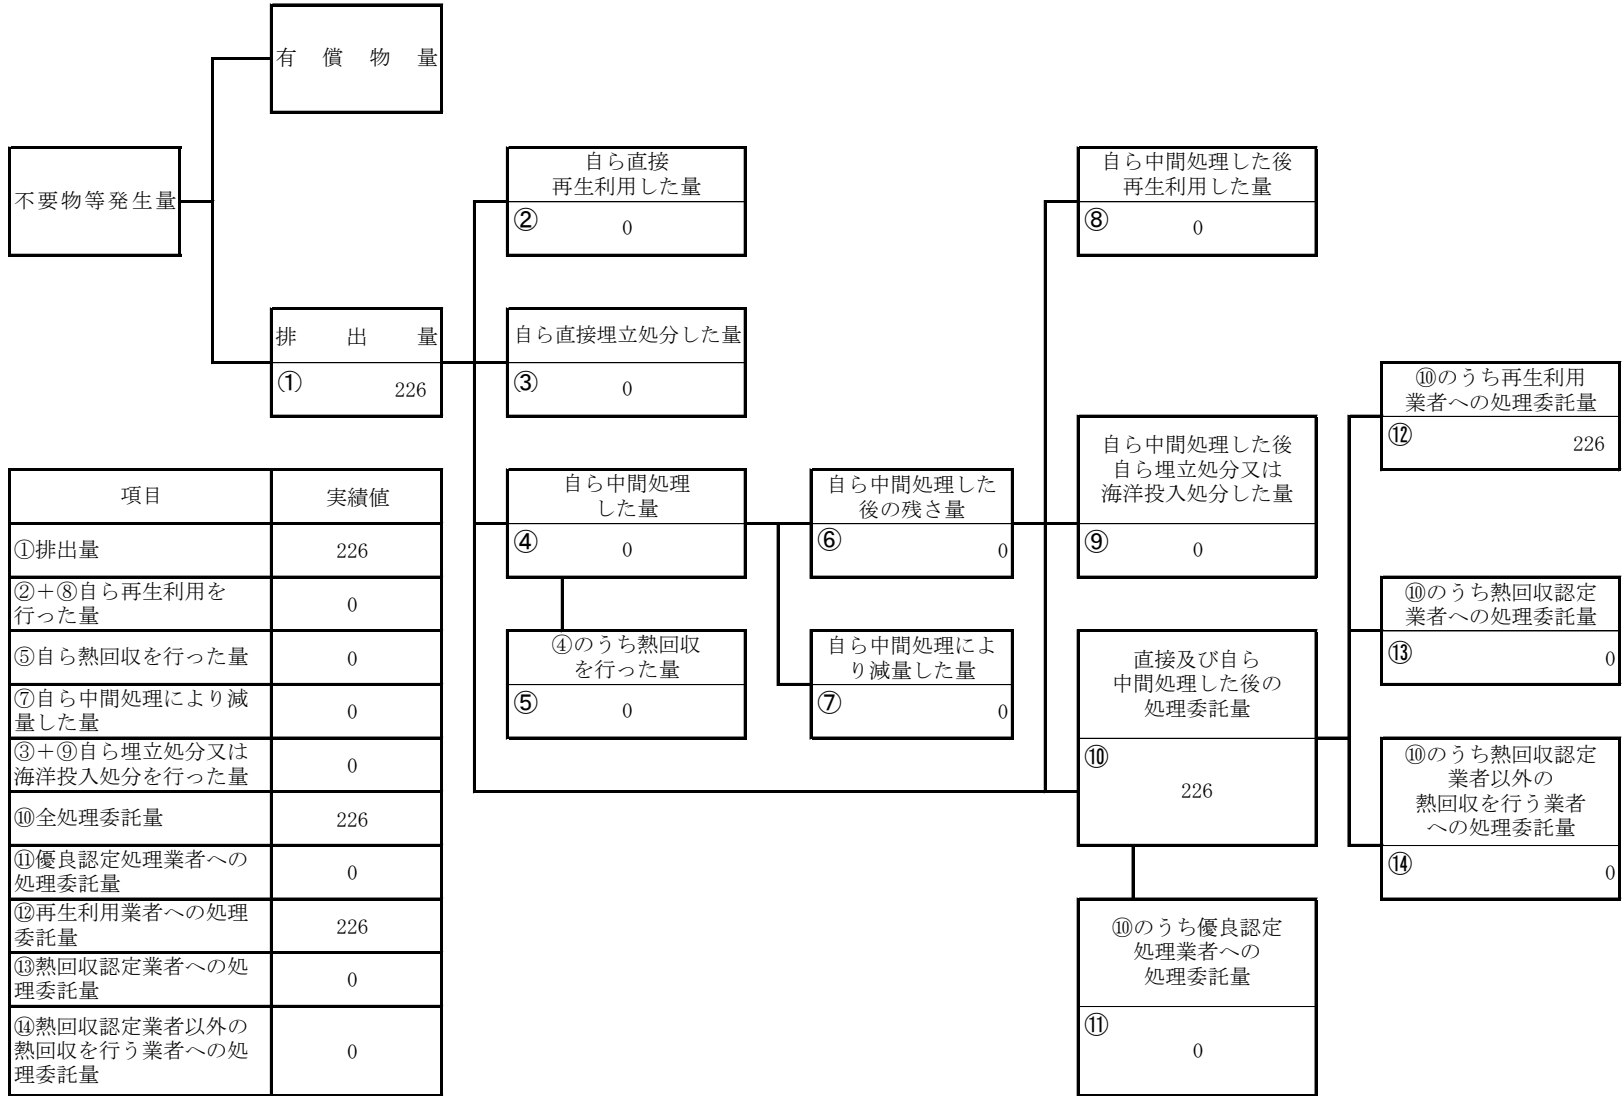 有償物量
不要物等発生量
排出量
①
226
自ら直接
再生利用した量
②
0
自ら直接埋立処分した量
③
0
自ら中間処理
した量
④
0
④のうち熱回収
を行った量
⑤
0
自ら中間処理した
後の残さ量
⑥
0
自ら中間処理によ
り減量した量
⑦
0
自ら中間処理した後
再生利用した量
⑧
0
自ら中間処理した後
自ら埋立処分又は
海洋投入処分した量
⑨
0
直接及び自ら
中間処理した後の
処理委託量
⑩
226
⑩のうち優良認定
処理業者への
処理委託量
⑪
0
⑩のうち再生利用
業者への処理委託量
⑫
226
⑩のうち熱回収認定
業者への処理委託量
⑬
0
⑩のうち熱回収認定
業者以外の
熱回収を行う業者
への処理委託量
⑭
0
項目 実績値
①排出量 226
②＋⑧自ら再生利用を
行った量 0
⑤自ら熱回収を行った量 0
⑦自ら中間処理により減
量した量 0
③＋⑨自ら埋立処分又は
海洋投入処分を行った量 0
⑩全処理委託量 226
⑪優良認定処理業者への
処理委託量 0
⑫再生利用業者への処理
委託量 226
⑬熱回収認定業者への処
理委託量 0
⑭熱回収認定業者以外の
熱回収を行う業者への処
理委託量 0